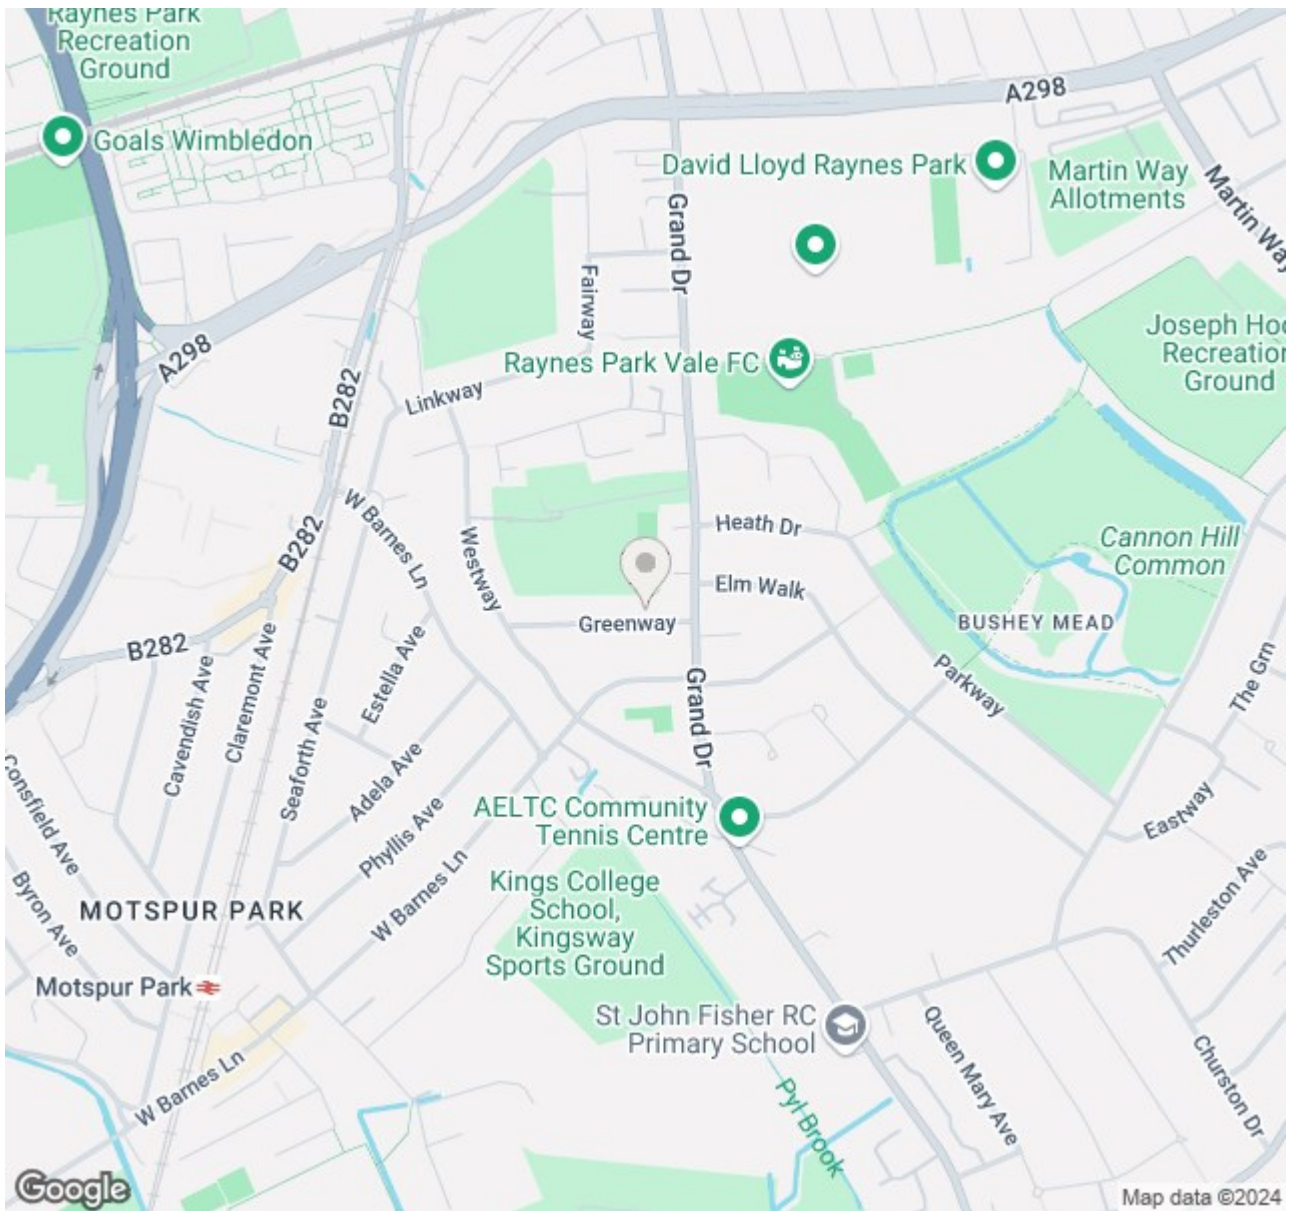 Raynes Park
Recreation
Ground
A298
Goals Wimbledon
David Lloyd Raynes Park
Martin Way
Allotments
Martin Way
Grand Dr
Fairway
Joseph Hoo
Recreation
Ground
A298
Raynes Park Vale FC
B282
Linkway
W Barnes Ln
Heath Dr
Cannon Hill
Common
B282
Westway
Elm Walk
Greenway
BUSHEY MEAD
B282
Estella Ave
Cavendish Ave
Claremont Ave
Parkway
The Grn
Grand Dr
Seaforth Ave
Adela Ave
AELTC Community
Tennis Centre
Eastway
Consfield Ave
Phyllis Ave
Kings College
School,
Kingsway
Sports Ground
W Barnes Ln
Byron Ave
MOTSPUR PARK
Thurleston Ave
Motspur Park
St John Fisher RC
Primary School
Queen Mary Ave
Churston Dr
W Barnes Ln
Pyl Brook
Google
Map data ©2024